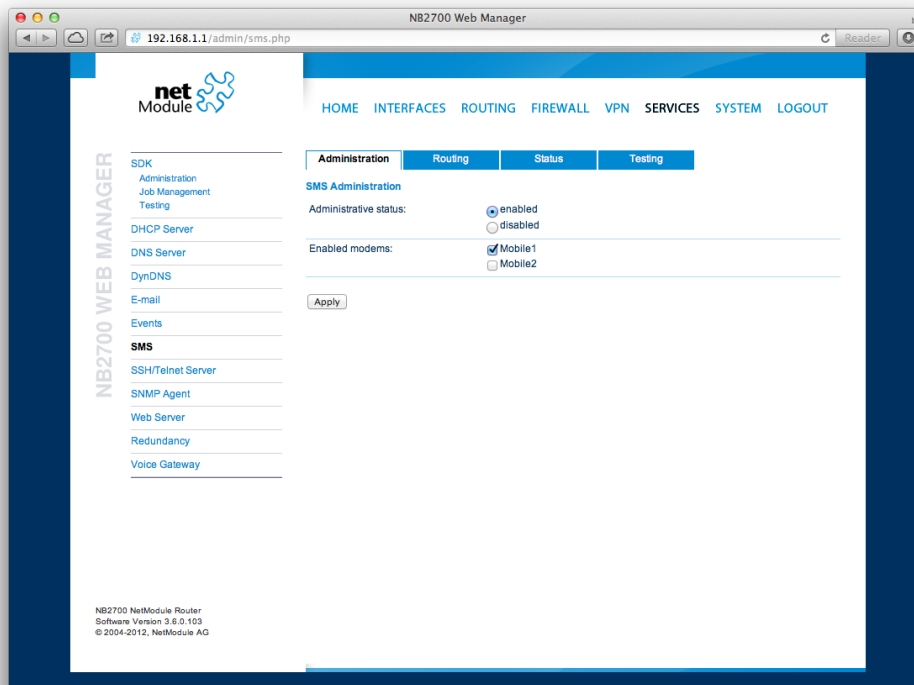 NB2700 Web Manager
192.168.1.1/admin/sms.php
Reader
net
Module
HOME INTERFACES ROUTING FIREWALL VPN SERVICES SYSTEM LOGOUT
NB2700 WEB MANAGER
SDK
Administration
Job Management
Testing
DHCP Server
DNS Server
DynDNS
E-mail
Events
SMS
SSH/Telnet Server
SNMP Agent
Web Server
Redundancy
Voice Gateway
Administration Routing Status Testing
SMS Administration
Administrative status: enabled
disabled
Enabled modems: Mobile1
Mobile2
Apply
NB2700 NetModule Router
Software Version 3.6.0.103
© 2004-2012, NetModule AG